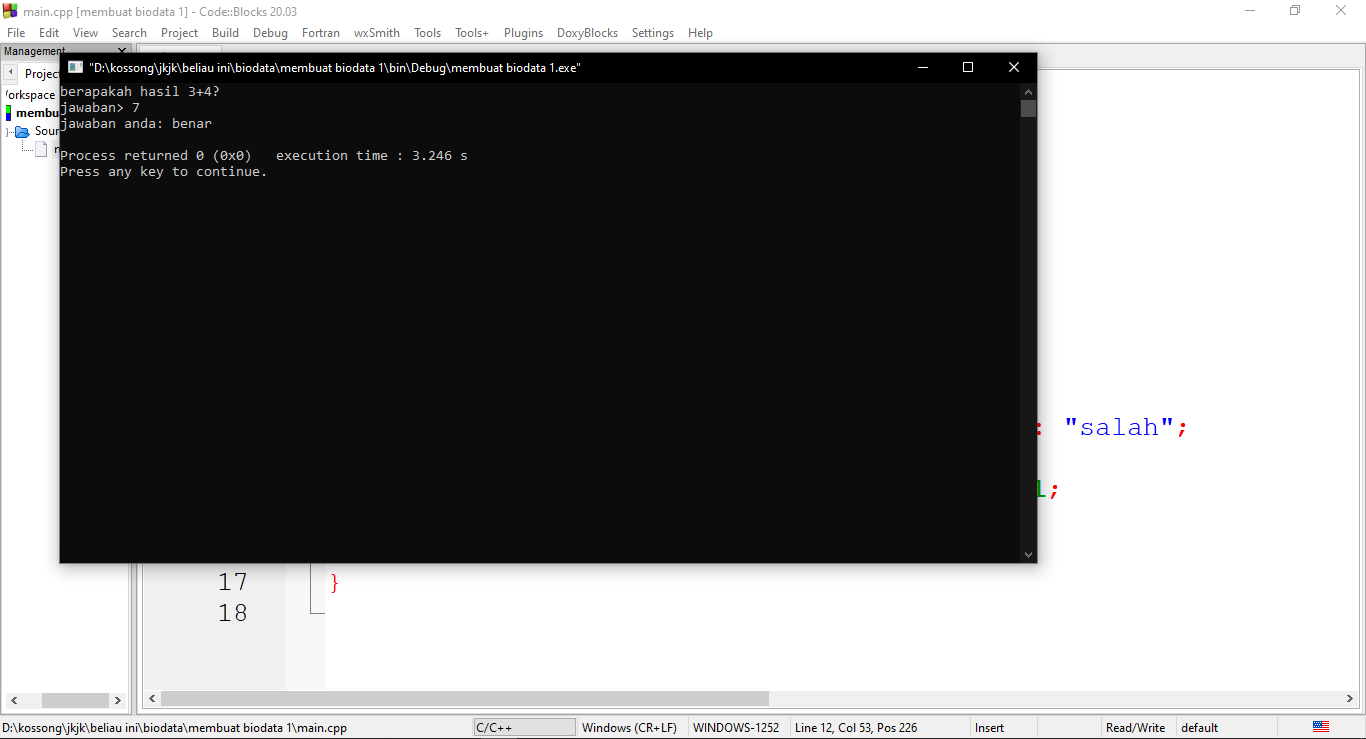 main.cpp [membuat biodata 1] - Code::Blocks 20.03
File Edit View Search Project Build Debug Fortran wxSmith Tools Tools+ Plugins DoxyBlocks Settings Help
Management
"D:\kossong\jkjk\beliau ini\biodata\membuat biodata 1\bin\Debug\membuat biodata 1.exe"
berapakah hasil 3+4?
jawaban> 7
jawaban anda: benar
Process returned 0 (0x0) execution time : 3.246 s
Press any key to continue.
Projec
orkspace
membu
Sour
: "salah";
1;
17 }
18
D:\kossong\jkjk\beliau ini\biodata\membuat biodata 1\main.cpp C/C++ Windows (CR+LF) WINDOWS-1252 Line 12, Col 53, Pos 226 Insert Read/Write default